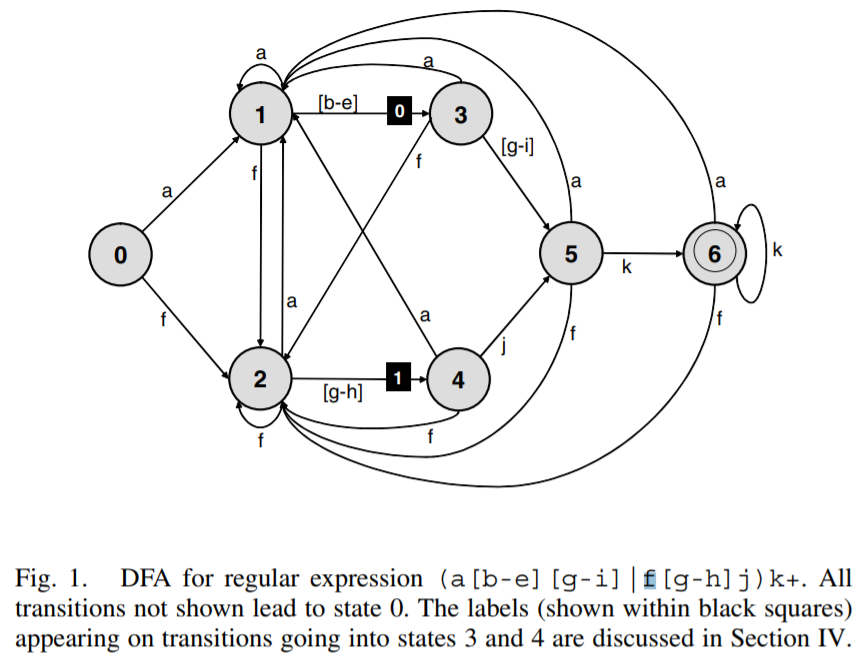 a
a
1
[b-e]
0
3
f
f
[g-i]
a
a
a
0
5
k
6
k
f
a
a
j
f
f
2
[g-h]
1
4
f
f
Fig. 1. DFA for regular expression (a[b-e][g-i]|f[g-h]j)k+. All
transitions not shown lead to state 0. The labels (shown within black squares)
appearing on transitions going into states 3 and 4 are discussed in Section IV.